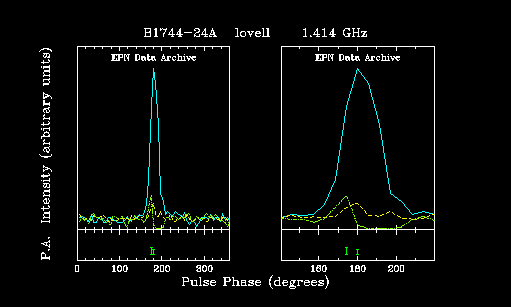 B1744-24A lovell 1.414 GHz
EPN Data Archive EPN Data Archive
P.A. Intensity (arbitrary units)
0 100 200 300 160 180 200
Pulse Phase (degrees)